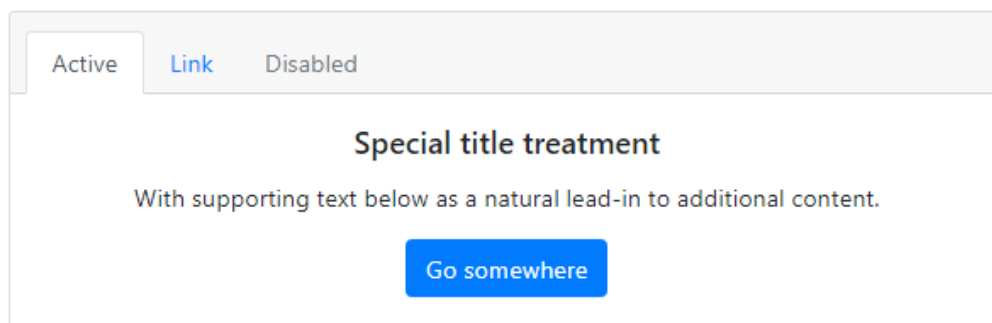 Active Link Disabled
Special title treatment
With supporting text below as a natural lead-in to additional content.
Go somewhere